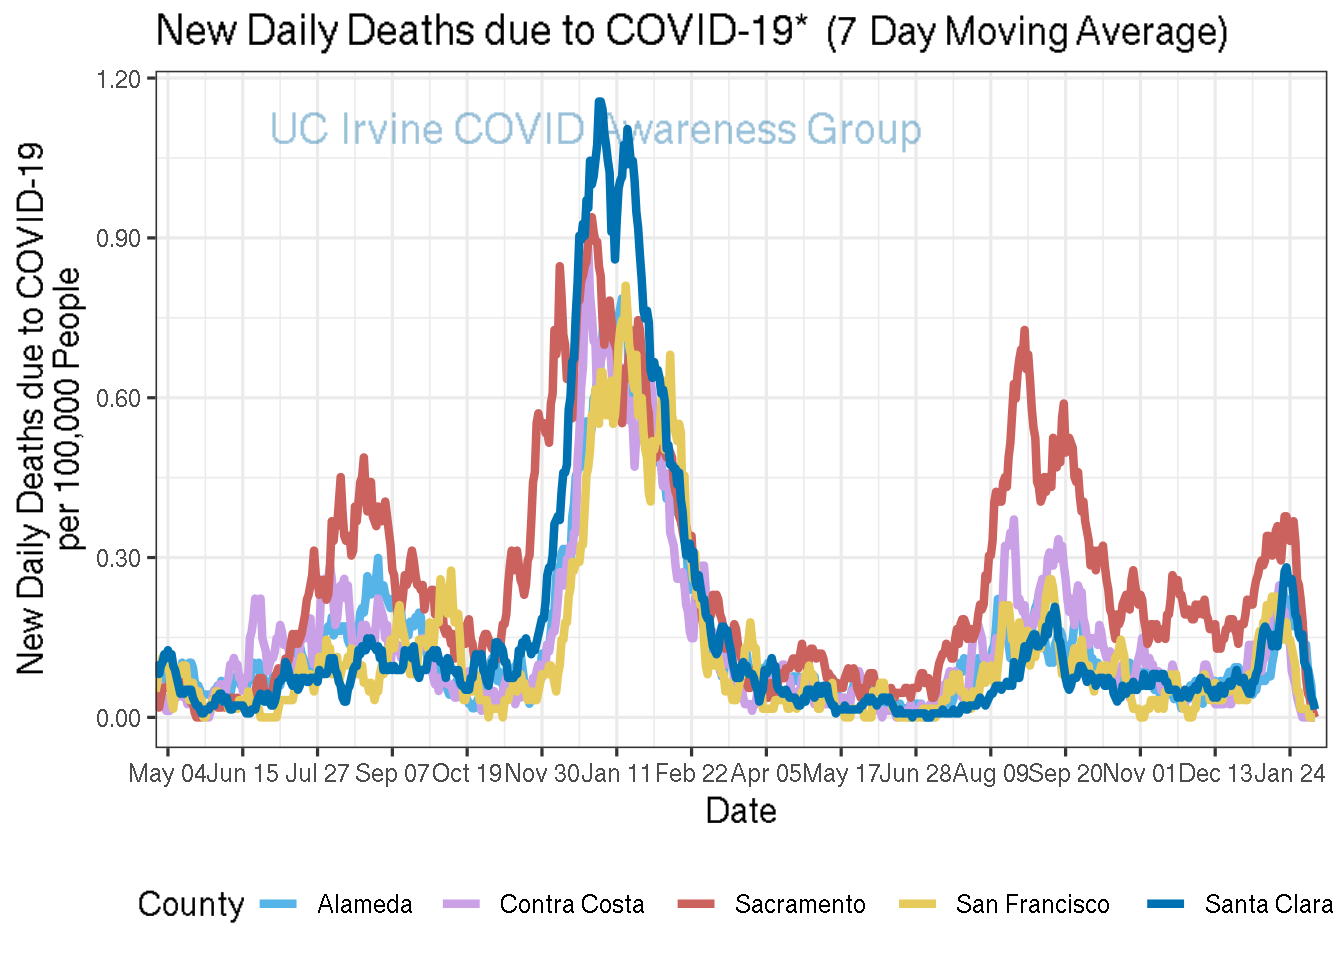 New Daily Deaths due to COVID-19* (7 Day Moving Average)
UC Irvine COVID Awareness Group
New Daily Deaths due to COVID-19
per 100,000 People
1.20
0.90
0.60
0.30
0.00
May 04 Jun 15 Jul 27 Sep 07 Oct 19 Nov 30 Jan 11 Feb 22 Apr 05 May 17 Jun 28 Aug 09 Sep 20 Nov 01 Dec 13 Jan 24
Date
County Alameda Contra Costa Sacramento San Francisco Santa Clara